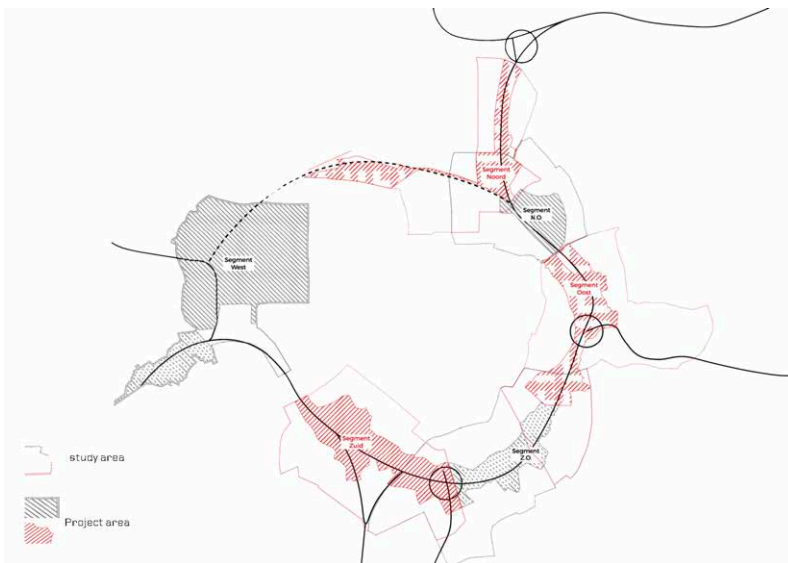 Segment
Noord
Segment
N.O.
Segment
West
Segment
Oost
Segment
Zuid
Segment
Z.O.
study area
Project area